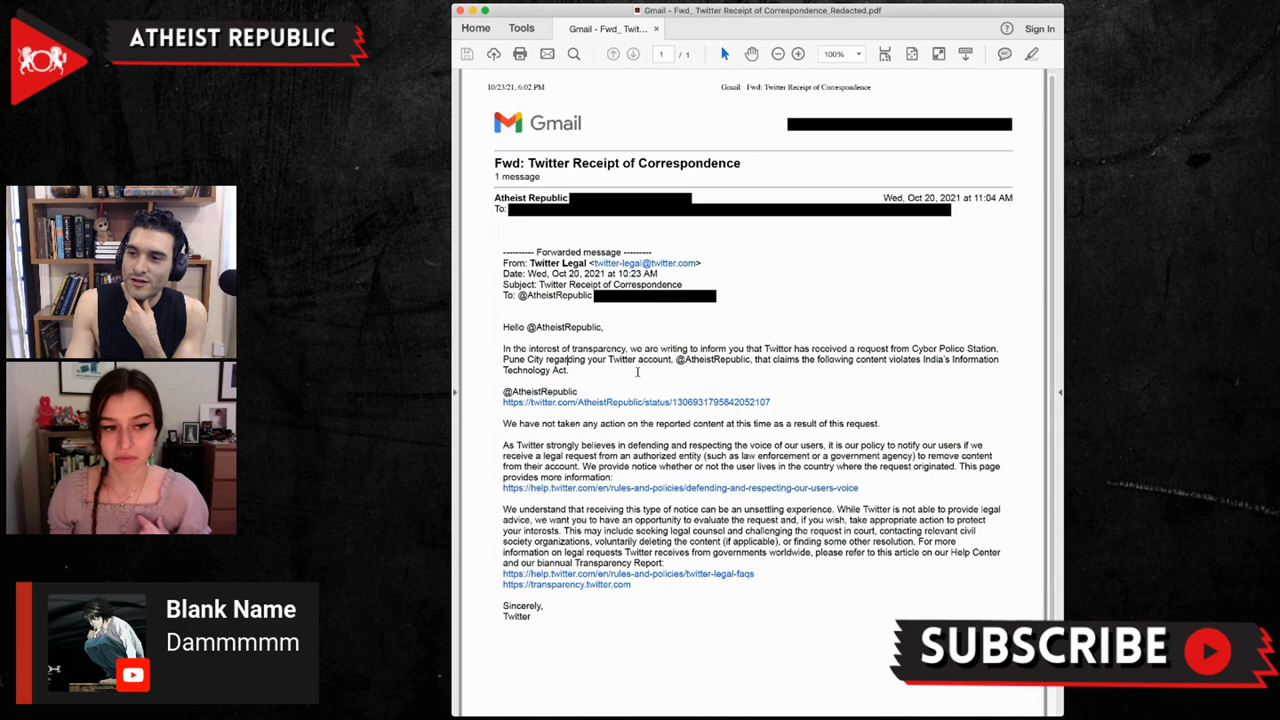 ATHEIST REPUBLIC
Gmail - Fwd_ Twitter Receipt of Correspondence_Redacted.pdf
Home Tools Gmail - Fwd_ Twit... × Sign In
1 / 1 100%
10/23/21, 6:02 PM Gmail - Fwd: Twitter Receipt of Correspondence
Gmail
Fwd: Twitter Receipt of Correspondence
1 message
Atheist Republic Wed, Oct 20, 2021 at 11:04 AM
To:
---------- Forwarded message ---------
From: Twitter Legal <twitter-legal@twitter.com>
Date: Wed, Oct 20, 2021 at 10:23 AM
Subject: Twitter Receipt of Correspondence
To: @AtheistRepublic
Hello @AtheistRepublic,
In the interest of transparency, we are writing to inform you that Twitter has received a request from Cyber Police Station,
Pune City regarding your Twitter account, @AtheistRepublic, that claims the following content violates India's Information
Technology Act.
@AtheistRepublic
https://twitter.com/AtheistRepublic/status/1306931795842052107
We have not taken any action on the reported content at this time as a result of this request.
As Twitter strongly believes in defending and respecting the voice of our users, it is our policy to notify our users if we
receive a legal request from an authorized entity (such as law enforcement or a government agency) to remove content
from their account. We provide notice whether or not the user lives in the country where the request originated. This page
provides more information:
https://help.twitter.com/en/rules-and-policies/defending-and-respecting-our-users-voice
We understand that receiving this type of notice can be an unsettling experience. While Twitter is not able to provide legal
advice, we want you to have an opportunity to evaluate the request and, if you wish, take appropriate action to protect
your interests. This may include seeking legal counsel and challenging the request in court, contacting relevant civil
society organizations, voluntarily deleting the content (if applicable), or finding some other resolution. For more
information on legal requests Twitter receives from governments worldwide, please refer to this article on our Help Center
and our biannual Transparency Report:
https://help.twitter.com/en/rules-and-policies/twitter-legal-faqs
https://transparency.twitter.com
Sincerely,
Twitter
Blank Name
Dammmmm
SUBSCRIBE